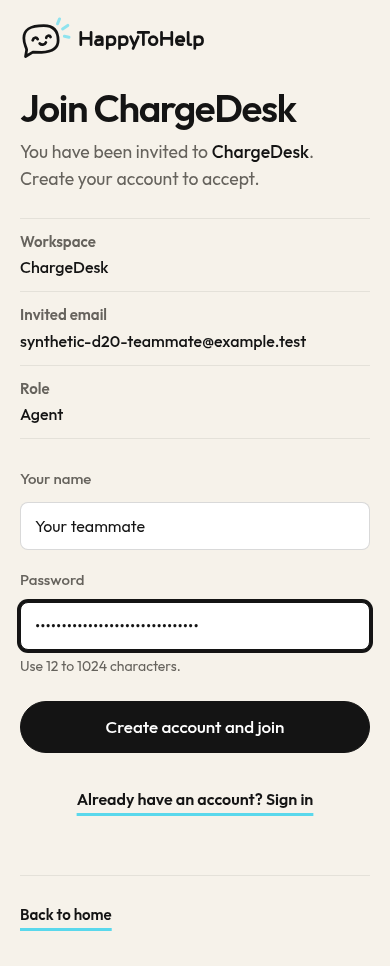 HappyToHelp
Join ChargeDesk
You have been invited to ChargeDesk.
Create your account to accept.
Workspace
ChargeDesk
Invited email
synthetic-d20-teammate@example.test
Role
Agent
Your name
Your teammate
Password
•••••••••••••••••••••••••••••••
Use 12 to 1024 characters.
Create account and join
Already have an account? Sign in
Back to home